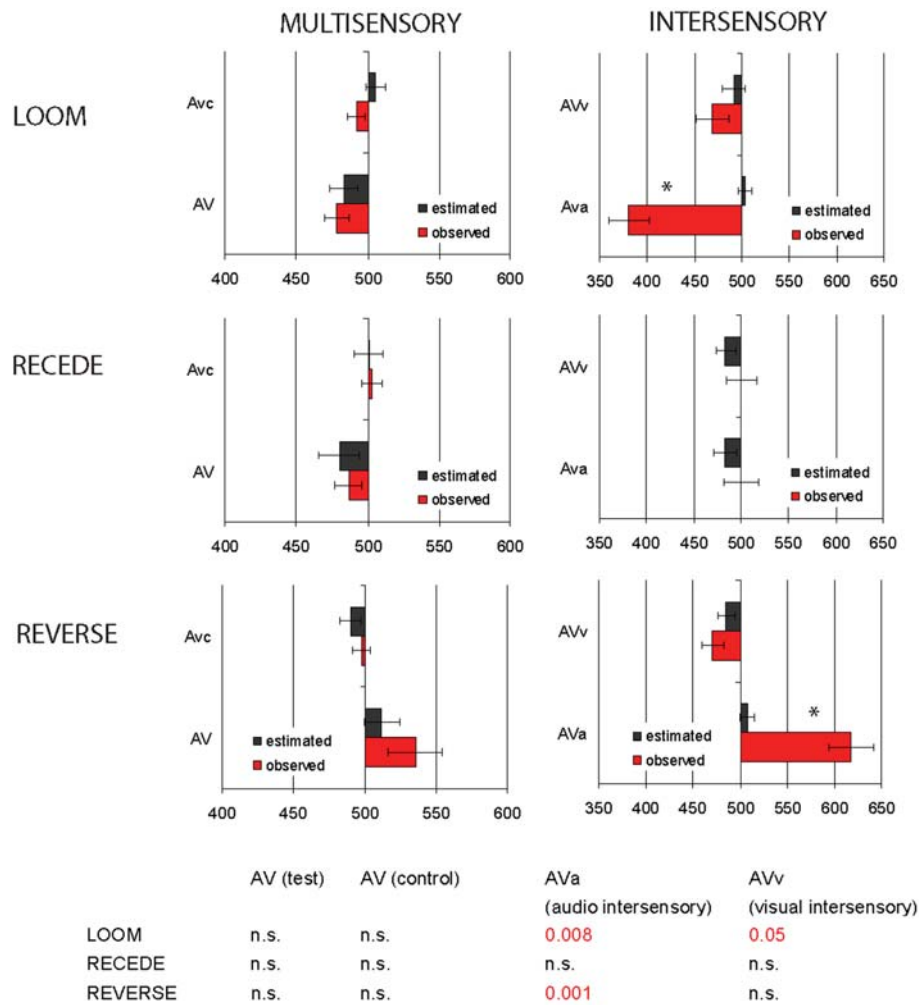 MULTISENSORY INTERSENSORY
LOOM
Avc
AV
estimated
observed
400 450 500 550 600
AVv
Ava
*
estimated
observed
350 400 450 500 550 600 650
RECEDE
Avc
AV
estimated
observed
400 450 500 550 600
AVv
Ava
estimated
observed
350 400 450 500 550 600 650
REVERSE
Avc
AV
estimated
observed
400 450 500 550 600
AVv
AVa
*
estimated
observed
350 400 450 500 550 600 650
AV (test) AV (control) AVa AVv
(audio intersensory) (visual intersensory)
LOOM n.s. n.s. 0.008 0.05
RECEDE n.s. n.s. n.s. n.s.
REVERSE n.s. n.s. 0.001 n.s.